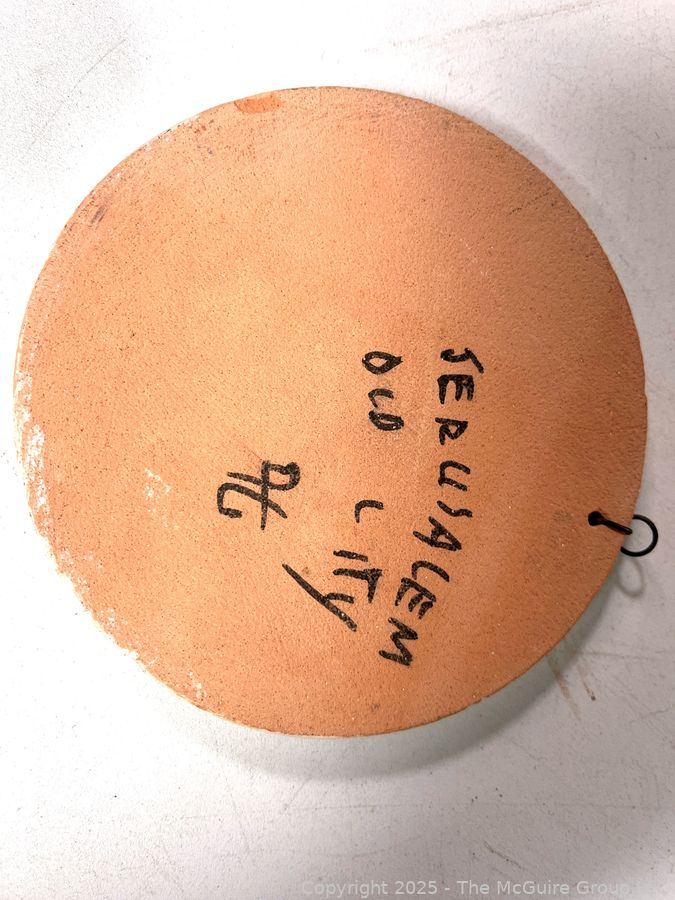 JERUSALEM
OLD CITY
Copyright 2025 - The McGuire Group